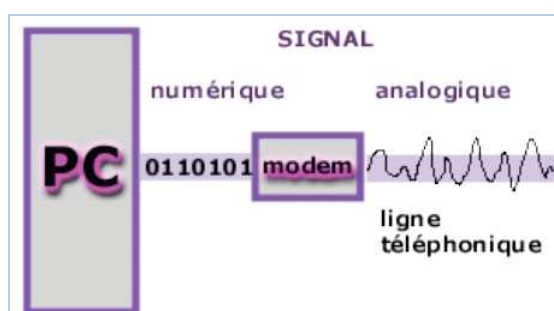 SIGNAL
numérique analogique
PC 0110101 modem
ligne
téléphonique